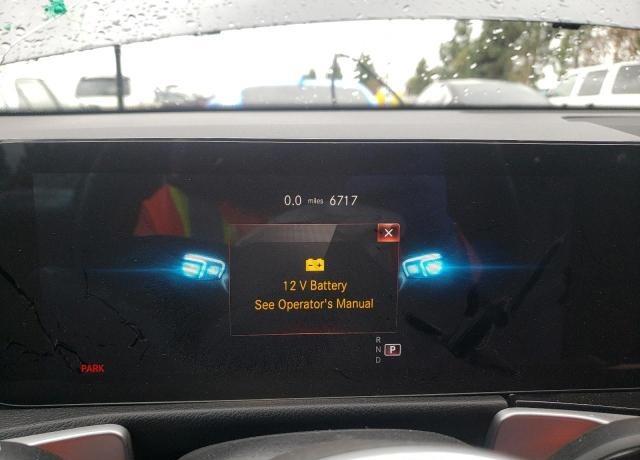 0.0 miles 6717
12 V Battery
See Operator's Manual
R
N P
D
PARK